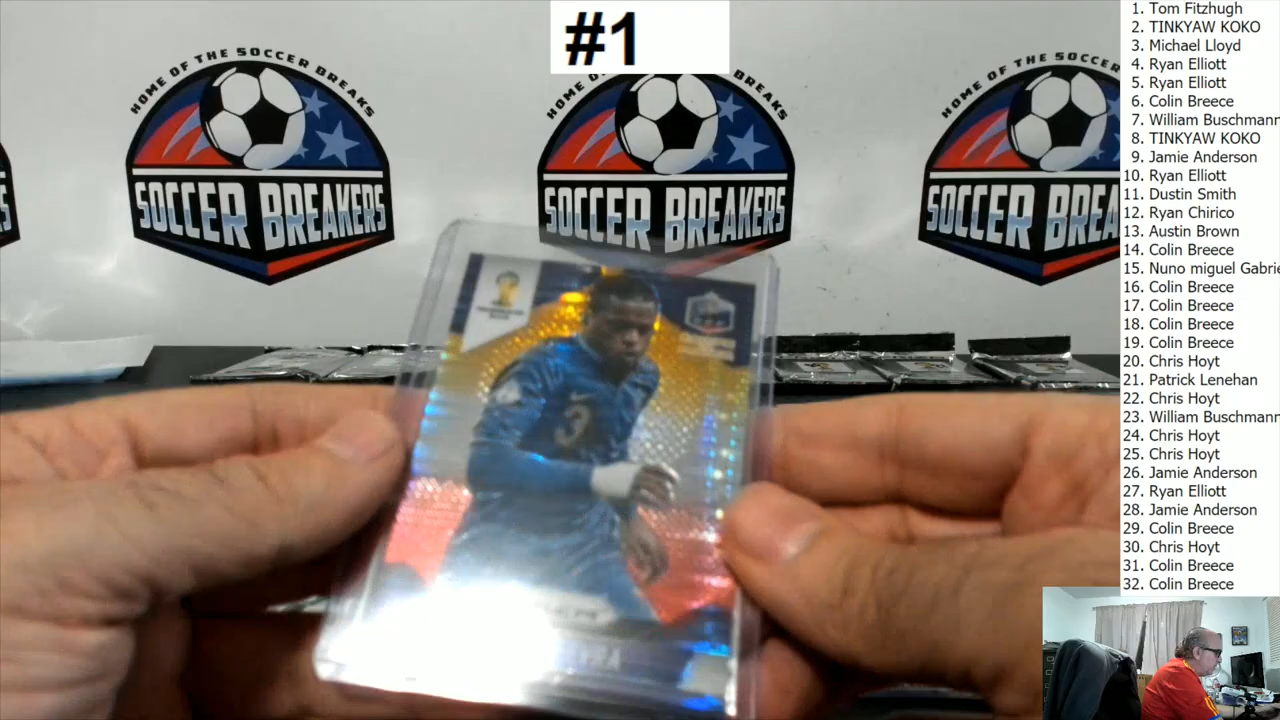 #1
HOME OF THE SOCCER BREAKS
SOCCER BREAKERS
HOME OF THE SOCCER
SOCCER BREA
1. Tom Fitzhugh
2. TINKYAW KOKO
3. Michael Lloyd
4. Ryan Elliott
5. Ryan Elliott
6. Colin Breece
7. William Buschmann
8. TINKYAW KOKO
9. Jamie Anderson
10. Ryan Elliott
11. Dustin Smith
12. Ryan Chirico
13. Austin Brown
14. Colin Breece
15. Nuno miguel Gabrie
16. Colin Breece
17. Colin Breece
18. Colin Breece
19. Colin Breece
20. Chris Hoyt
21. Patrick Lenehan
22. Chris Hoyt
23. William Buschmann
24. Chris Hoyt
25. Chris Hoyt
26. Jamie Anderson
27. Ryan Elliott
28. Jamie Anderson
29. Colin Breece
30. Chris Hoyt
31. Colin Breece
32. Colin Breece
HOME O
BREAKS
SOCCER BREAKERS
3